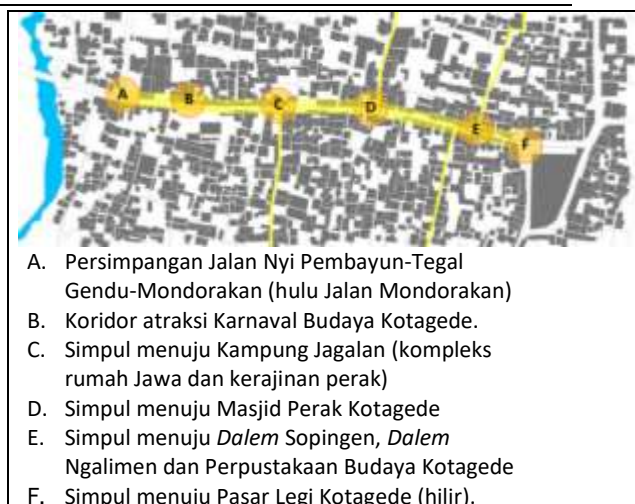 A B C D E F
A. Persimpangan Jalan Nyi Pembayun-Tegal
Gendu-Mondorakan (hulu Jalan Mondorakan)
B. Koridor atraksi Karnaval Budaya Kotagede.
C. Simpul menuju Kampung Jagalan (kompleks
rumah Jawa dan kerajinan perak)
D. Simpul menuju Masjid Perak Kotagede
E. Simpul menuju Dalem Sopingen, Dalem
Ngalimen dan Perpustakaan Budaya Kotagede
F. Simpul menuju Pasar Legi Kotagede (hilir).